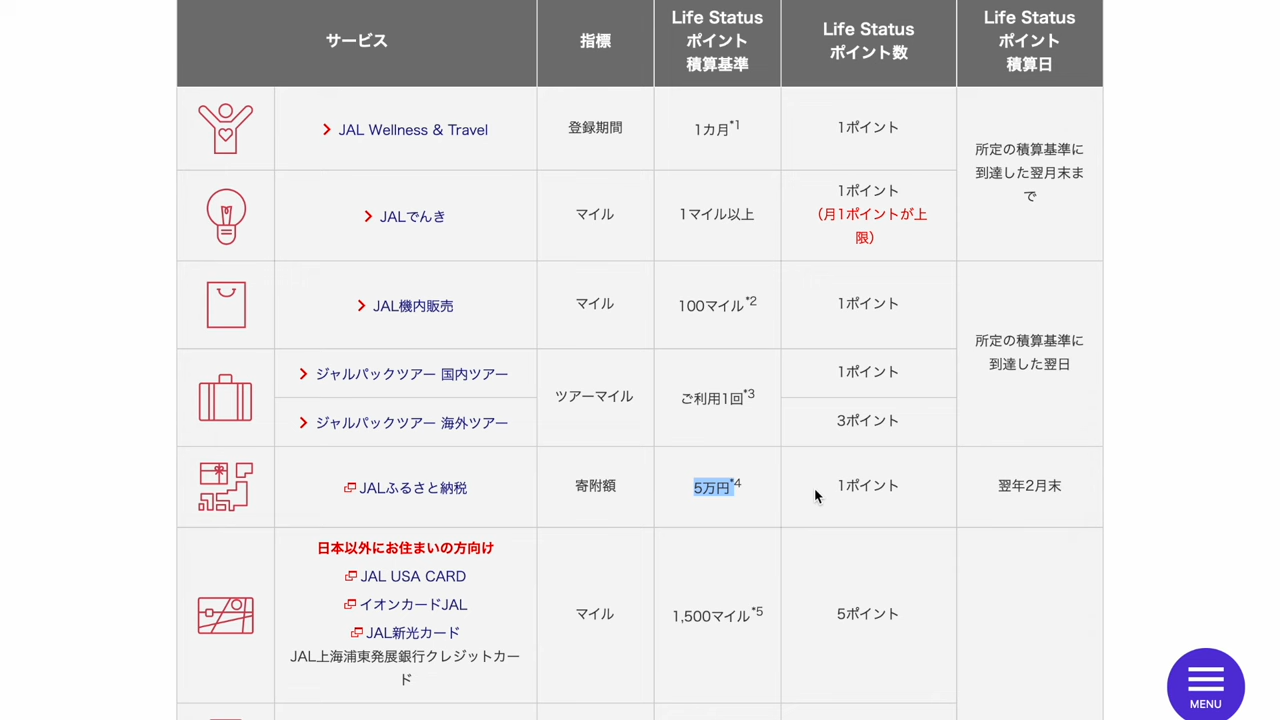 サービス
指標
Life Status
ポイント
積算基準
Life Status
ポイント数
Life Status
ポイント
積算日
JAL Wellness & Travel
登録期間
1カ月*1
1ポイント
所定の積算基準に
到達した翌月末ま
で
JALでんき
マイル
1マイル以上
1ポイント
（月1ポイントが上
限）
JAL機内販売
マイル
100マイル*2
1ポイント
所定の積算基準に
到達した翌日
ジャルパックツアー 国内ツアー
ツアーマイル
ご利用1回*3
1ポイント
ジャルパックツアー 海外ツアー
3ポイント
JALふるさと納税
寄附額
5万円*4
1ポイント
翌年2月末
日本以外にお住まいの方向け
JAL USA CARD
イオンカードJAL
JAL新光カード
JAL上海浦東発展銀行クレジットカー
ド
マイル
1,500マイル*5
5ポイント
MENU